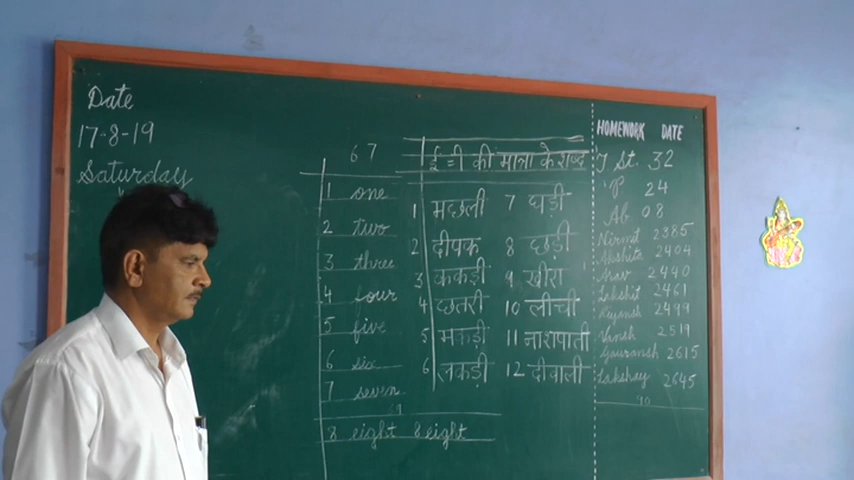 Date
17-8-19
Saturday
67
1 one
2 two
3 three
4 four
5 five
6 six
7 seven
8 eight 8 eight
ई = ी की मात्रा के शब्द
1 मछली 7 घड़ी
2 दीपक 8 छड़ी
3 ककड़ी 9 खीरा
4 छतरी 10 लीची
5 मकड़ी 11 नाशपाती
6 लकड़ी 12 दीवाली
HOMEWORK DATE
T St. 32
P 24
Ab 08
Nirmit 2385
Akshita 2404
Arav 2440
Lakshit 2461
Reyansh 2499
Vansh 2519
Gauransh 2615
Lakshay 2645